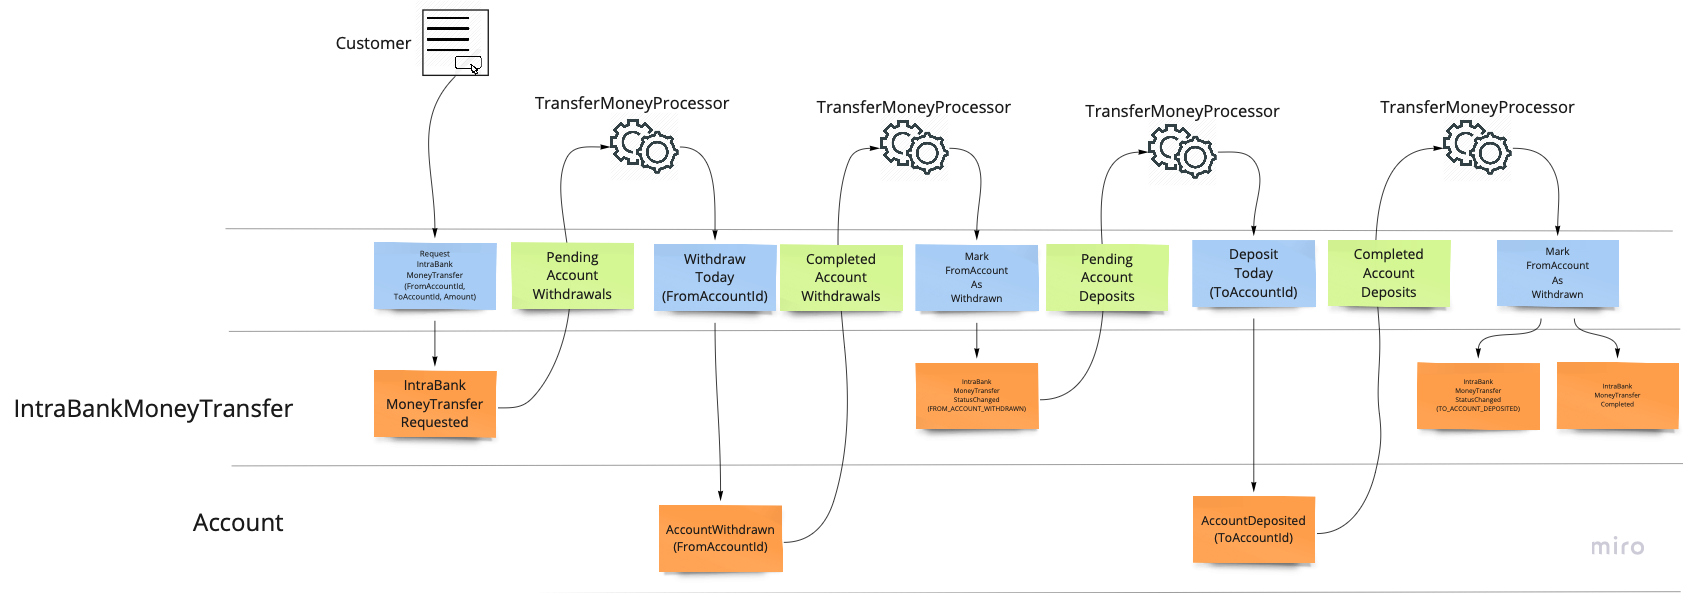 Customer
TransferMoneyProcessor
TransferMoneyProcessor
TransferMoneyProcessor
TransferMoneyProcessor
Request
IntraBank
MoneyTransfer
(FromAccountId,
ToAccountId, Amount)
Pending
Account
Withdrawals
Withdraw
Today
(FromAccountId)
Completed
Account
Withdrawals
Mark
FromAccount
As
Withdrawn
Pending
Account
Deposits
Deposit
Today
(ToAccountId)
Completed
Account
Deposits
Mark
FromAccount
As
Withdrawn
IntraBankMoneyTransfer
IntraBank
MoneyTransfer
Requested
IntraBank
MoneyTransfer
StatusChanged
(FROM_ACCOUNT_WITHDRAWN)
IntraBank
MoneyTransfer
StatusChanged
(TO_ACCOUNT_DEPOSITED)
IntraBank
MoneyTransfer
Completed
Account
AccountWithdrawn
(FromAccountId)
AccountDeposited
(ToAccountId)
miro